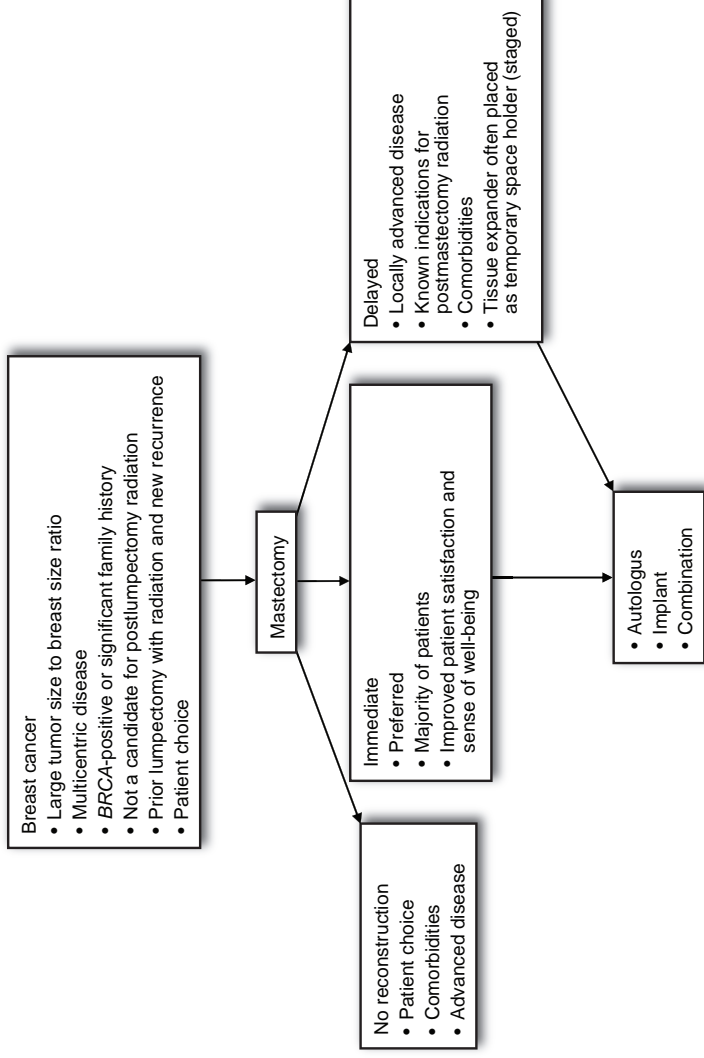 Breast cancer
• Large tumor size to breast size ratio
• Multicentric disease
• BRCA-positive or significant family history
• Not a candidate for postlumpectomy radiation
• Prior lumpectomy with radiation and new recurrence
• Patient choice
Mastectomy
No reconstruction
• Patient choice
• Comorbidities
• Advanced disease
Immediate
• Preferred
• Majority of patients
• Improved patient satisfaction and
sense of well-being
Delayed
• Locally advanced disease
• Known indications for
postmastectomy radiation
• Comorbidities
• Tissue expander often placed
as temporary space holder (staged)
• Autologus
• Implant
• Combination